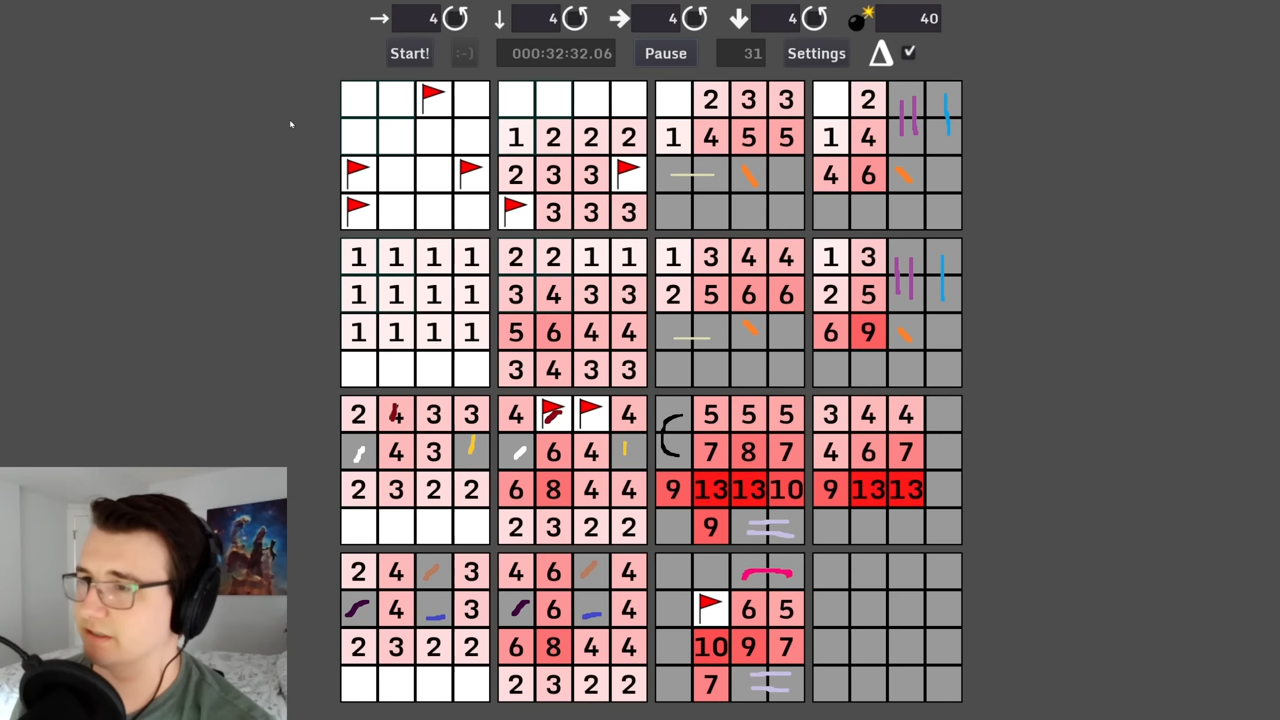 → 4 ↓ 4 → 4 ↓ 4 40
Start! :-) 000:32:32.06 Pause 31 Settings
2 3 3 2
1 2 2 2 1 4 5 5 1 4
2 3 3 4 6
3 3 3
1 1 1 1 2 2 1 1 1 3 4 4 1 3
1 1 1 1 3 4 3 3 2 5 6 6 2 5
1 1 1 1 5 6 4 4 6 9
3 4 3 3
2 4 3 3 4 4 5 5 5 3 4 4
4 3 6 4 7 8 7 4 6 7
2 3 2 2 6 8 4 4 9 13 13 10 9 13 13
2 3 2 2 9
2 4 3 4 6 4
4 3 6 4 6 5
2 3 2 2 6 8 4 4 10 9 7
2 3 2 2 7